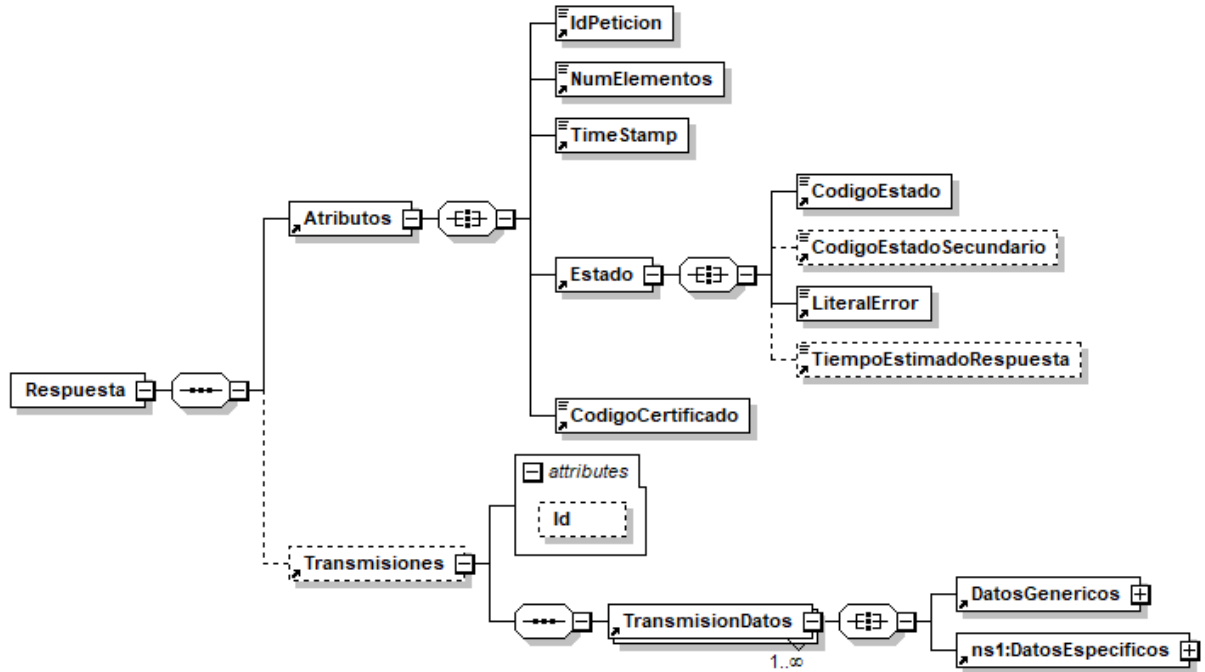 IdPeticion
NumElementos
TimeStamp
CodigoEstado
Atributos
CodigoEstadoSecundario
Estado
LiteralError
TiempoEstimadoRespuesta
Respuesta
CodigoCertificado
attributes
Id
Transmisiones
DatosGenericos
TransmisionDatos
ns1:DatosEspecificos
1..∞